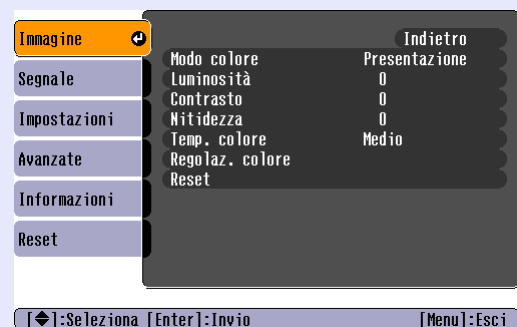 Immagine
Segnale
Impostazioni
Avanzate
Informazioni
Reset
Indietro
Modo colore Presentazione
Luminosità 0
Contrasto 0
Nitidezza 0
Temp. colore Medio
Regolaz. colore
Reset
[◆]:Seleziona [Enter]:Invio [Menu]:Esci